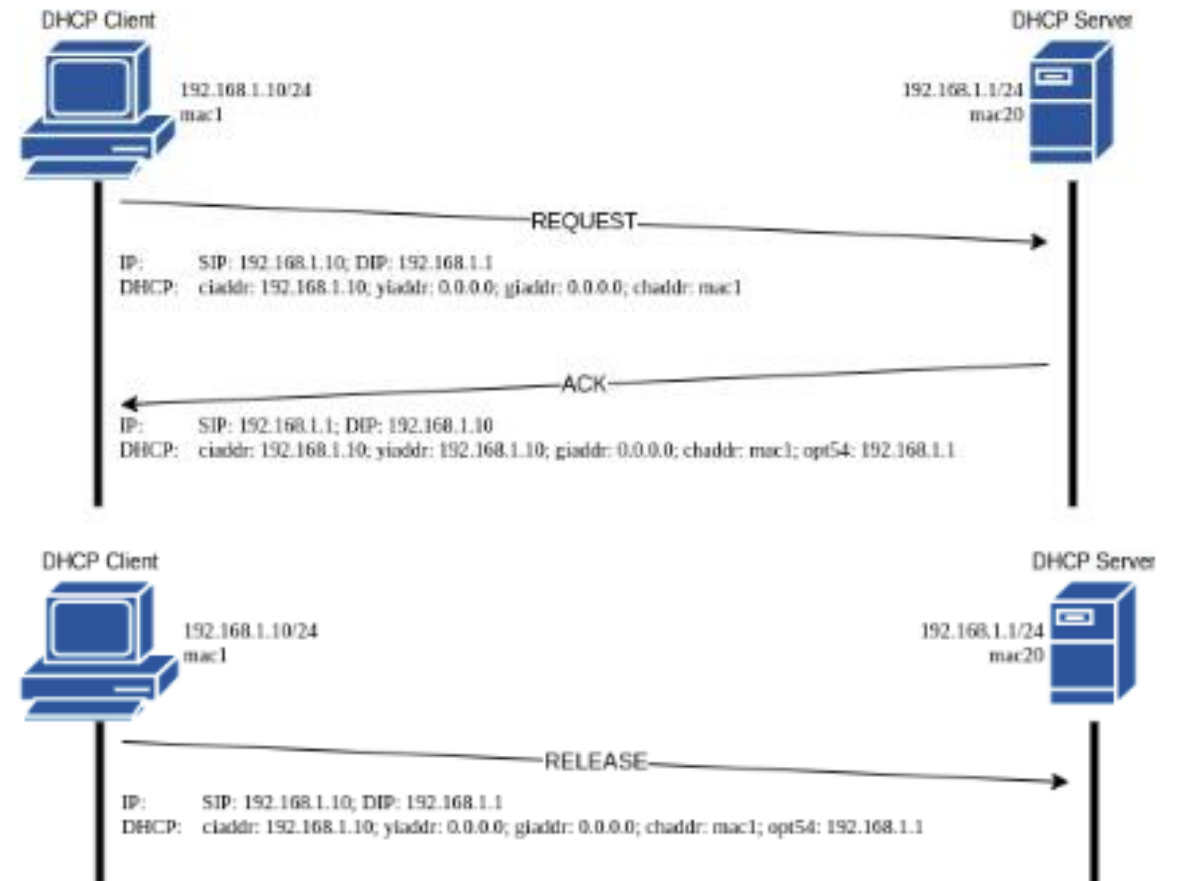 DHCP Client
DHCP Server
192.168.1.10/24
mac1
192.168.1.1/24
mac20
REQUEST
IP: SIP: 192.168.1.10; DIP: 192.168.1.1
DHCP: ciaddr: 192.168.1.10; yiaddr: 0.0.0.0; giaddr: 0.0.0.0; chaddr: mac1
ACK
IP: SIP: 192.168.1.1; DIP: 192.168.1.10
DHCP: ciaddr: 192.168.1.10; yiaddr: 192.168.1.10; giaddr: 0.0.0.0; chaddr: mac1; opt54: 192.168.1.1
DHCP Client
DHCP Server
192.168.1.10/24
mac1
192.168.1.1/24
mac20
RELEASE
IP: SIP: 192.168.1.10; DIP: 192.168.1.1
DHCP: ciaddr: 192.168.1.10; yiaddr: 0.0.0.0; giaddr: 0.0.0.0; chaddr: mac1; opt54: 192.168.1.1